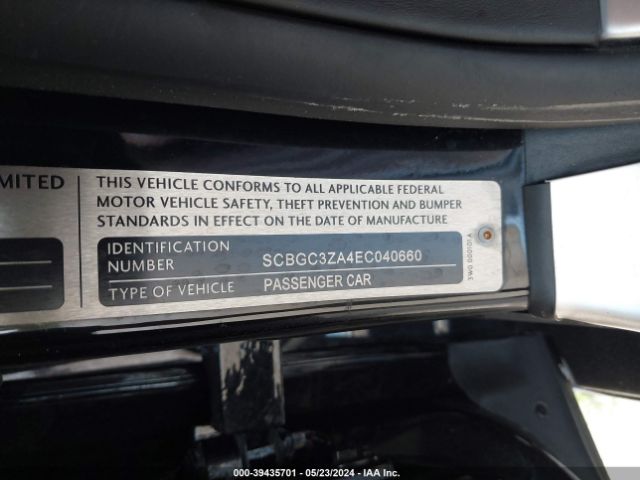 MITED
THIS VEHICLE CONFORMS TO ALL APPLICABLE FEDERAL
MOTOR VEHICLE SAFETY, THEFT PREVENTION AND BUMPER
STANDARDS IN EFFECT ON THE DATE OF MANUFACTURE
IDENTIFICATION
NUMBER
SCBGC3ZA4EC040660
TYPE OF VEHICLE
PASSENGER CAR
3W0 000101A
000-39435701 - 05/23/2024 - IAA Inc.